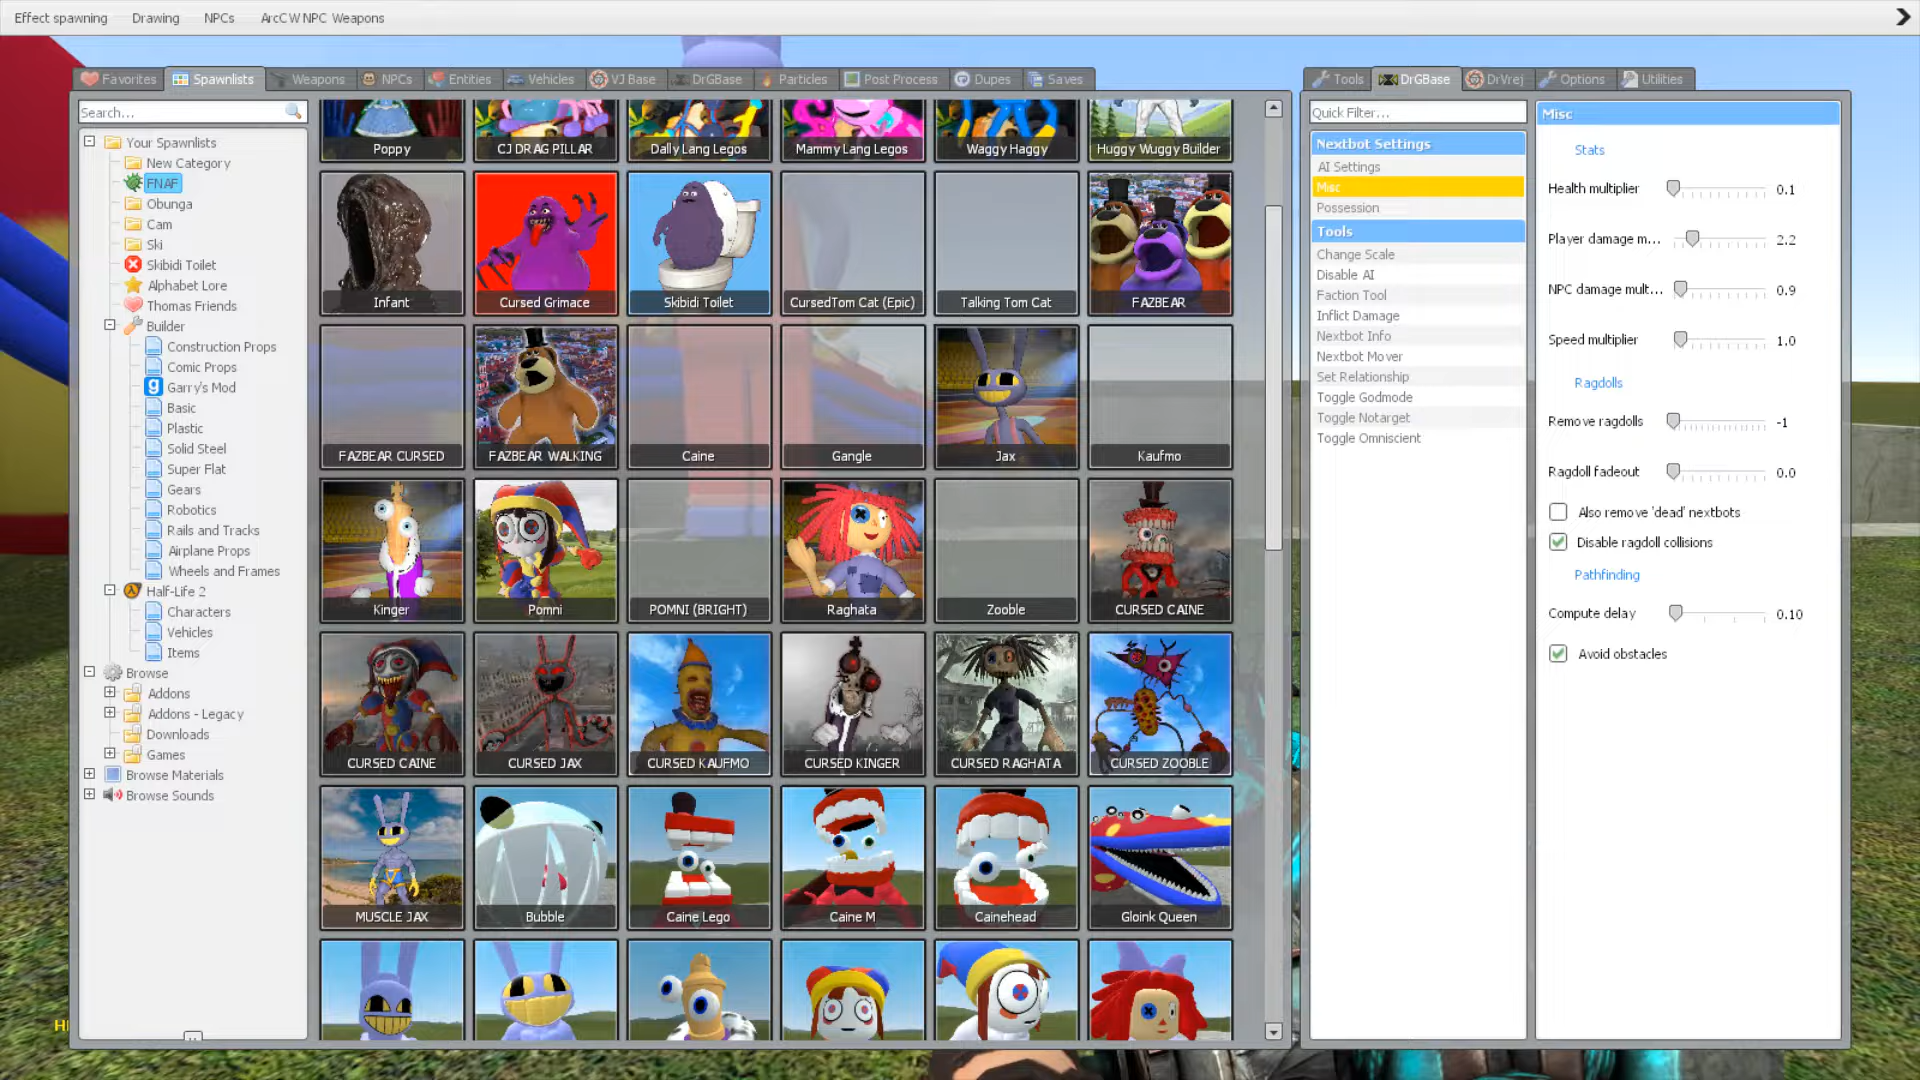 Effect spawning Drawing NPCs ArcCW NPC Weapons
Favorites Spawnlists Weapons NPCs Entities Vehicles VJ Base DrGBase Particles Post Process Dupes Saves
Tools DrGBase DrVrej Options Utilities
Search...
Your Spawnlists
New Category
FNAF
Obunga
Cam
Ski
Skibidi Toilet
Alphabet Lore
Thomas Friends
Builder
Construction Props
Comic Props
Garry's Mod
Basic
Plastic
Solid Steel
Super Flat
Gears
Robotics
Rails and Tracks
Airplane Props
Wheels and Frames
Half-Life 2
Characters
Vehicles
Items
Browse
Addons
Addons - Legacy
Downloads
Games
Browse Materials
Browse Sounds
Poppy CJ DRAG PILLAR Dally Lang Legos Mammy Lang Legos Waggy Haggy Huggy Wuggy Builder
Infant Cursed Grimace Skibidi Toilet CursedTom Cat (Epic) Talking Tom Cat FAZBEAR
FAZBEAR CURSED FAZBEAR WALKING Caine Gangle Jax Kaufmo
Kinger Pomni POMNI (BRIGHT) Raghata Zooble CURSED CAINE
CURSED CAINE CURSED JAX CURSED KAUFMO CURSED KINGER CURSED RAGHATA CURSED ZOOBLE
MUSCLE JAX Bubble Caine Lego Caine M Cainehead Gloink Queen
Quick Filter...
Nextbot Settings
AI Settings
Misc
Possession
Tools
Change Scale
Disable AI
Faction Tool
Inflict Damage
Nextbot Info
Nextbot Mover
Set Relationship
Toggle Godmode
Toggle Notarget
Toggle Omniscient
Misc
Stats
Health multiplier 0.1
Player damage m... 2.2
NPC damage mult... 0.9
Speed multiplier 1.0
Ragdolls
Remove ragdolls -1
Ragdoll fadeout 0.0
Also remove 'dead' nextbots
Disable ragdoll collisions
Pathfinding
Compute delay 0.10
Avoid obstacles